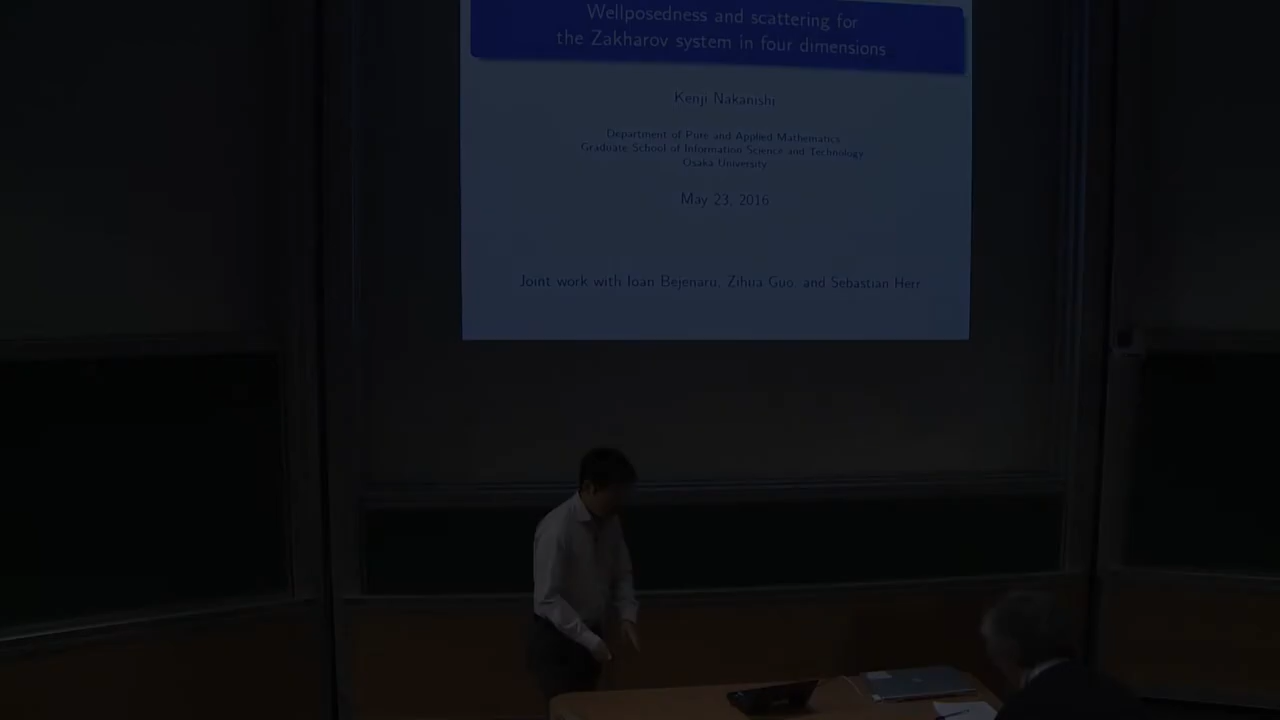 Wellposedness and scattering for
the Zakharov system in four dimensions
Kenji Nakanishi
Department of Pure and Applied Mathematics
Graduate School of Information Science and Technology
Osaka University
May 23, 2016
Joint work with Ioan Bejenaru, Zihua Guo, and Sebastian Herr